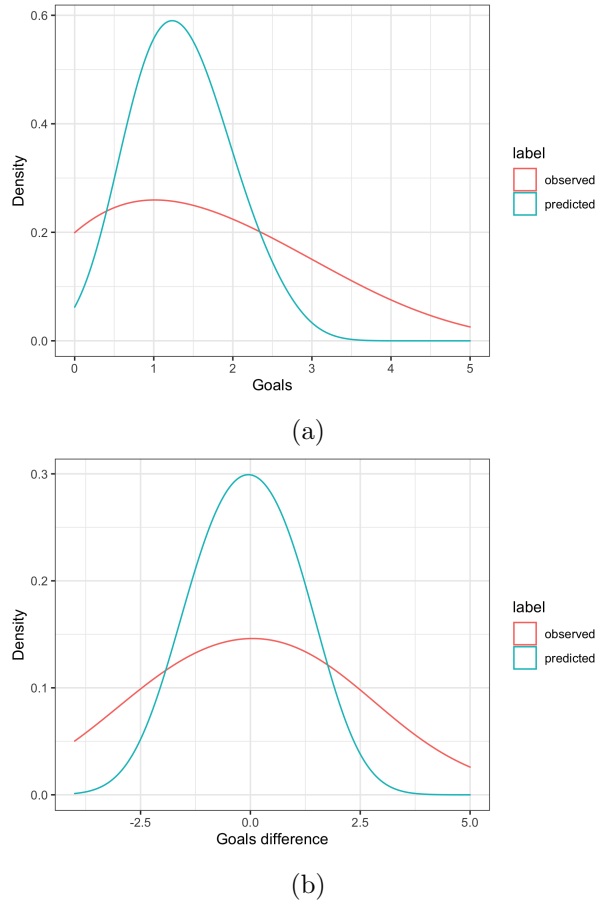 0.6
0.4
0.2
0.0
Density
0 1 2 3 4 5
Goals
label
observed
predicted
(a)
0.3
0.2
0.1
0.0
Density
-2.5 0.0 2.5 5.0
Goals difference
label
observed
predicted
(b)